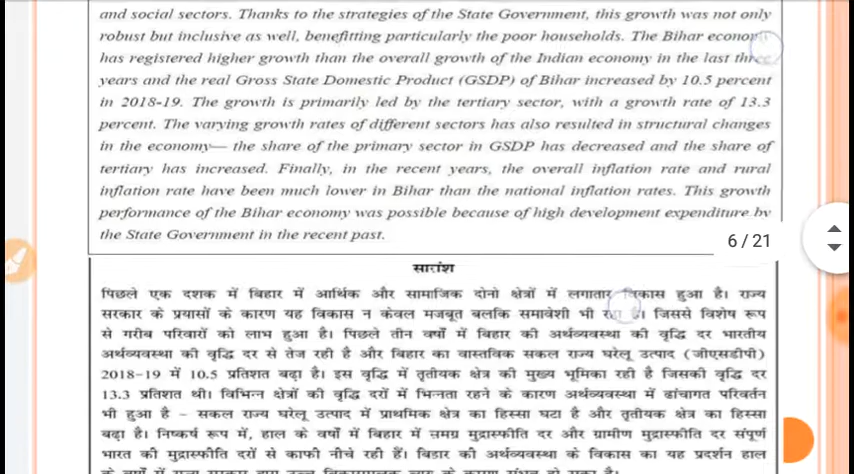 and social sectors. Thanks to the strategies of the State Government, this growth was not only
robust but inclusive as well, benefitting particularly the poor households. The Bihar
has registered higher growth than the overall growth of the Indian economy in the last
years and the real Gross State Domestic Product (GSDP) of Bihar increased by 10.5 percent
in 2018-19. The growth is primarily led by the tertiary sector, with a growth rate of 13.3
percent. The varying growth rates of different sectors has also resulted in structural changes
in the economy— the share of the primary sector in GSDP has decreased and the share of
tertiary has increased. Finally, in the recent years, the overall inflation rate and rural
inflation rate have been much lower in Bihar than the national inflation rates. This growth
performance of the Bihar economy was possible because of high development expenditure by
the State Government in the recent past.
6 / 21
सारांश
पिछले एक दशक में बिहार में आर्थिक और सामाजिक दोनो क्षेत्रों में लगातार विकास हुआ है। राज्य
सरकार के प्रयासों के कारण यह विकास न केवल मजबूत बलकि समावेशी भी रहा है। जिससे विशेष रूप
से गरीब परिवारों को लाभ हुआ है। पिछले तीन वर्षों में बिहार की अर्थव्यवस्था की वृद्धि दर भारतीय
अर्थव्यवस्था की वृद्धि दर से तेज रही है और बिहार का वास्तविक सकल राज्य घरेलू उत्पाद (जीएसडीपी)
2018-19 में 10.5 प्रतिशत बढ़ा है। इस वृद्धि में तृतीयक क्षेत्र की मुख्य भूमिका रही है जिसकी वृद्धि दर
13.3 प्रतिशत थी। विभिन्न क्षेत्रों की वृद्धि दरों में भिन्नता रहने के कारण अर्थव्यवस्था में ढांचागत परिवर्तन
भी हुआ है - सकल राज्य घरेलू उत्पाद में प्राथमिक क्षेत्र का हिस्सा घटा है और तृतीयक क्षेत्र का हिस्सा
बढ़ा है। निष्कर्ष रूप में, हाल के वर्षों में बिहार में समग्र मुद्रास्फीति दर और ग्रामीण मुद्रास्फीति दर संपूर्ण
भारत की मुद्रास्फीति दरों से काफी नीचे रही हैं। बिहार की अर्थव्यवस्था के विकास का यह प्रदर्शन हाल